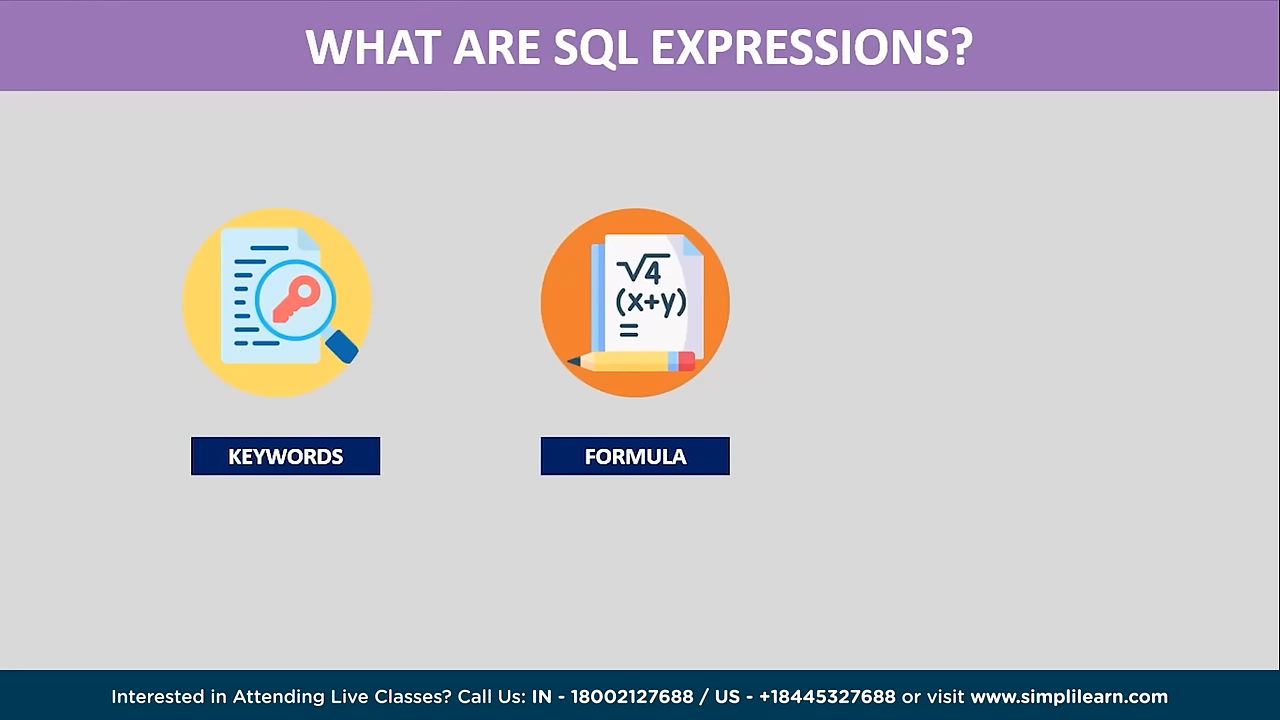 WHAT ARE SQL EXPRESSIONS?
√4
(x+y)
=
KEYWORDS
FORMULA
Interested in Attending Live Classes? Call Us: IN - 18002127688 / US - +18445327688 or visit www.simplilearn.com